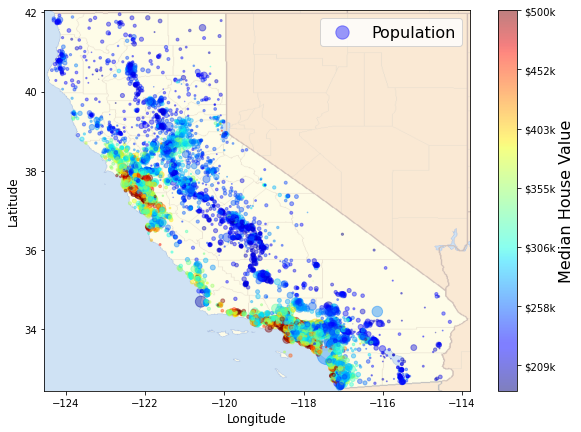 Population
42
40
38
36
34
Latitude
−124
−122
−120
−118
−116
−114
Longitude
$500k
$452k
$403k
$355k
$306k
$258k
$209k
Median House Value